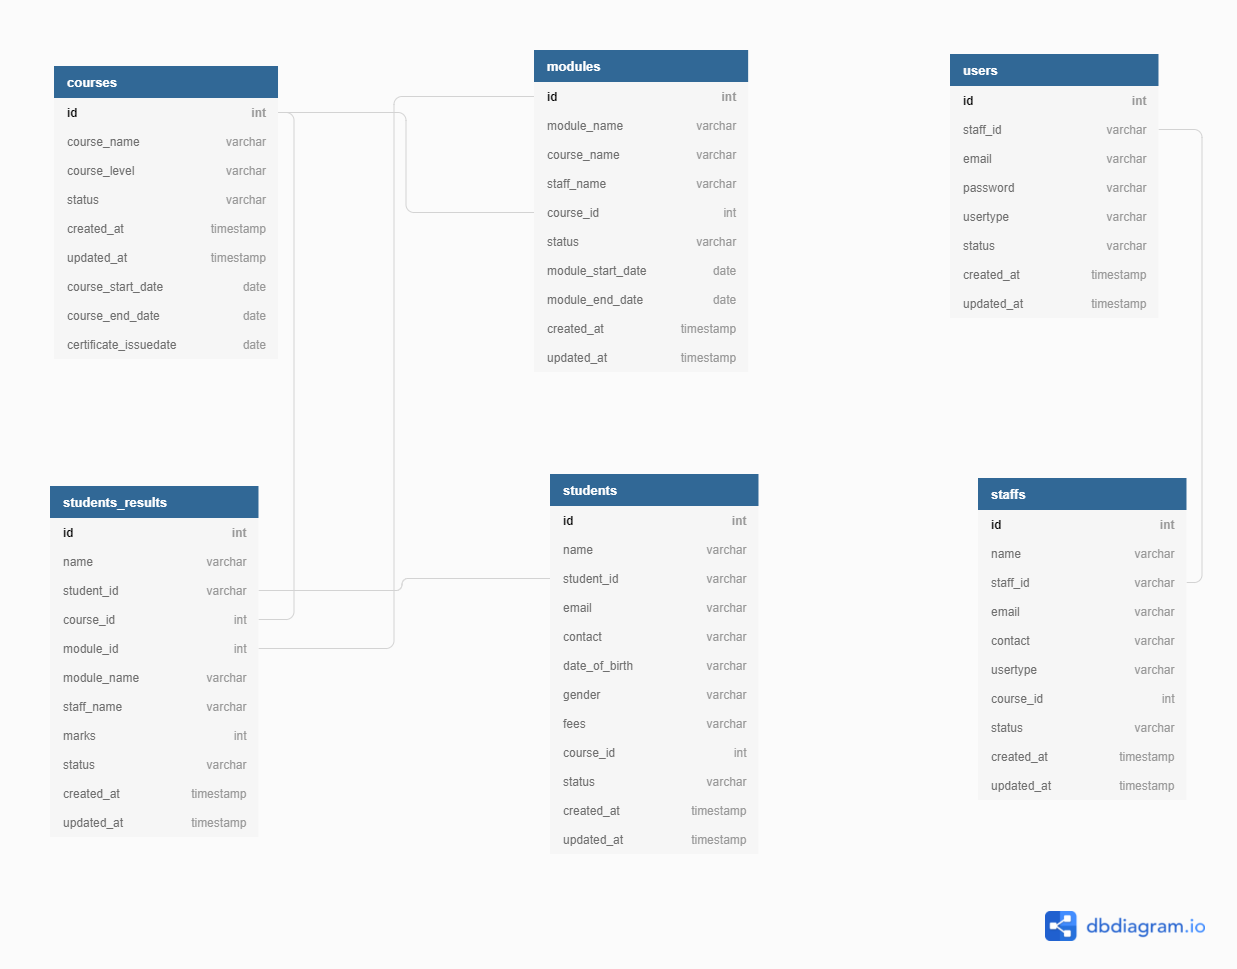 courses
id int
course_name varchar
course_level varchar
status varchar
created_at timestamp
updated_at timestamp
course_start_date date
course_end_date date
certificate_issuedate date
modules
id int
module_name varchar
course_name varchar
staff_name varchar
course_id int
status varchar
module_start_date date
module_end_date date
created_at timestamp
updated_at timestamp
users
id int
staff_id varchar
email varchar
password varchar
usertype varchar
status varchar
created_at timestamp
updated_at timestamp
students_results
id int
name varchar
student_id varchar
course_id int
module_id int
module_name varchar
staff_name varchar
marks int
status varchar
created_at timestamp
updated_at timestamp
students
id int
name varchar
student_id varchar
email varchar
contact varchar
date_of_birth varchar
gender varchar
fees varchar
course_id int
status varchar
created_at timestamp
updated_at timestamp
staffs
id int
name varchar
staff_id varchar
email varchar
contact varchar
usertype varchar
course_id int
status varchar
created_at timestamp
updated_at timestamp
dbdiagram.io